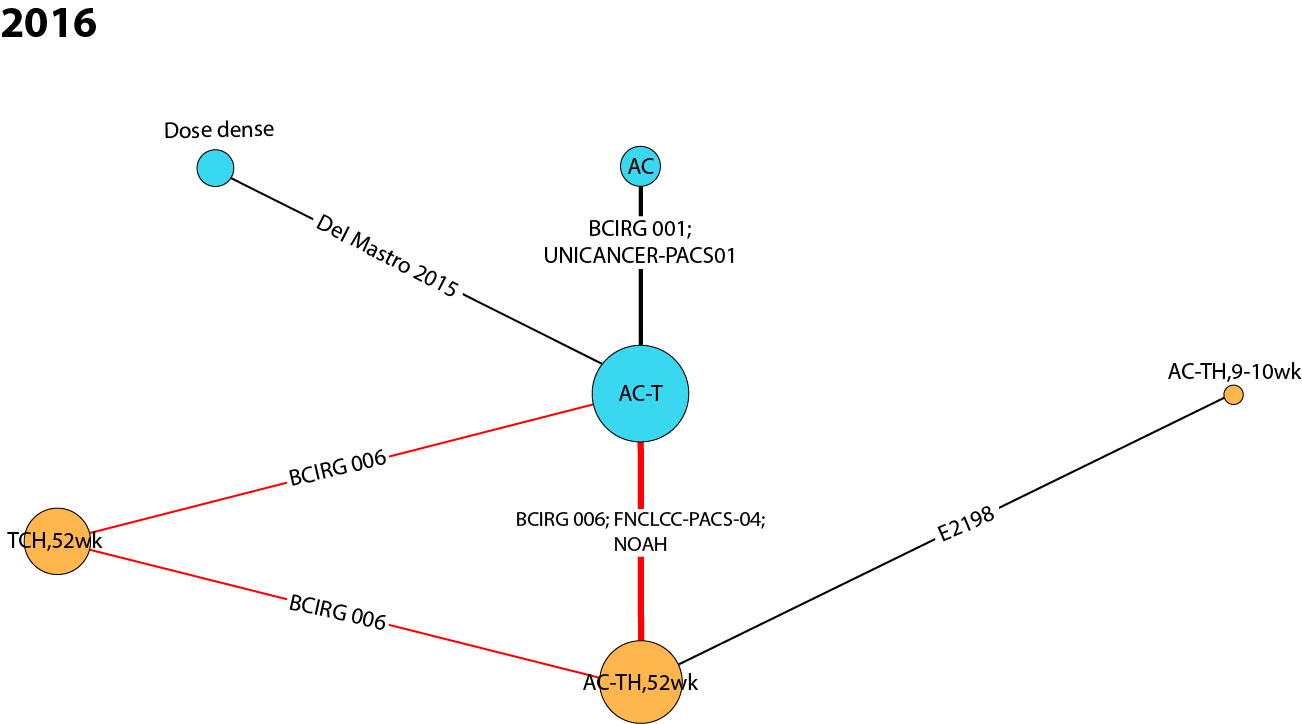 2016
Dose dense
AC
Del Mastro 2015
BCIRG 001;
UNICANCER-PACS01
AC-T
AC-TH,9-10wk
BCIRG 006
BCIRG 006; FNCLCC-PACS-04;
NOAH
E2198
TCH,52wk
BCIRG 006
AC-TH,52wk